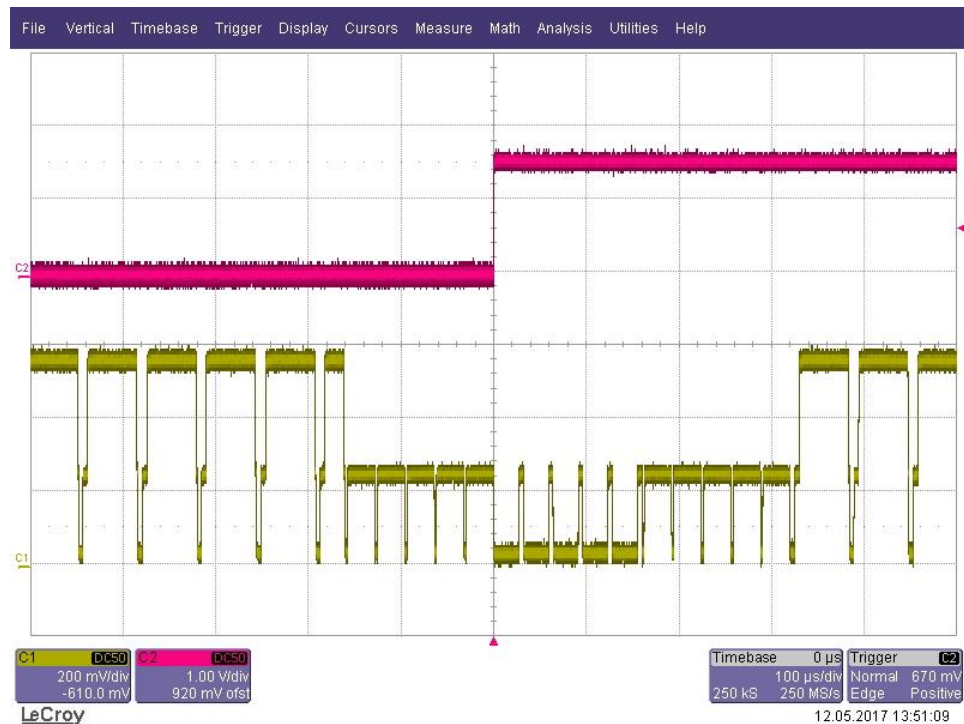 File Vertical Timebase Trigger Display Cursors Measure Math Analysis Utilities Help
C2
C1
C1 DC50
200 mV/div
-610.0 mV
C2 DC50
1.00 V/div
920 mV ofst
Timebase 0 µs
100 µs/div
250 kS 250 MS/s
Trigger C2
Normal 670 mV
Edge Positive
LeCroy
12.05.2017 13:51:09